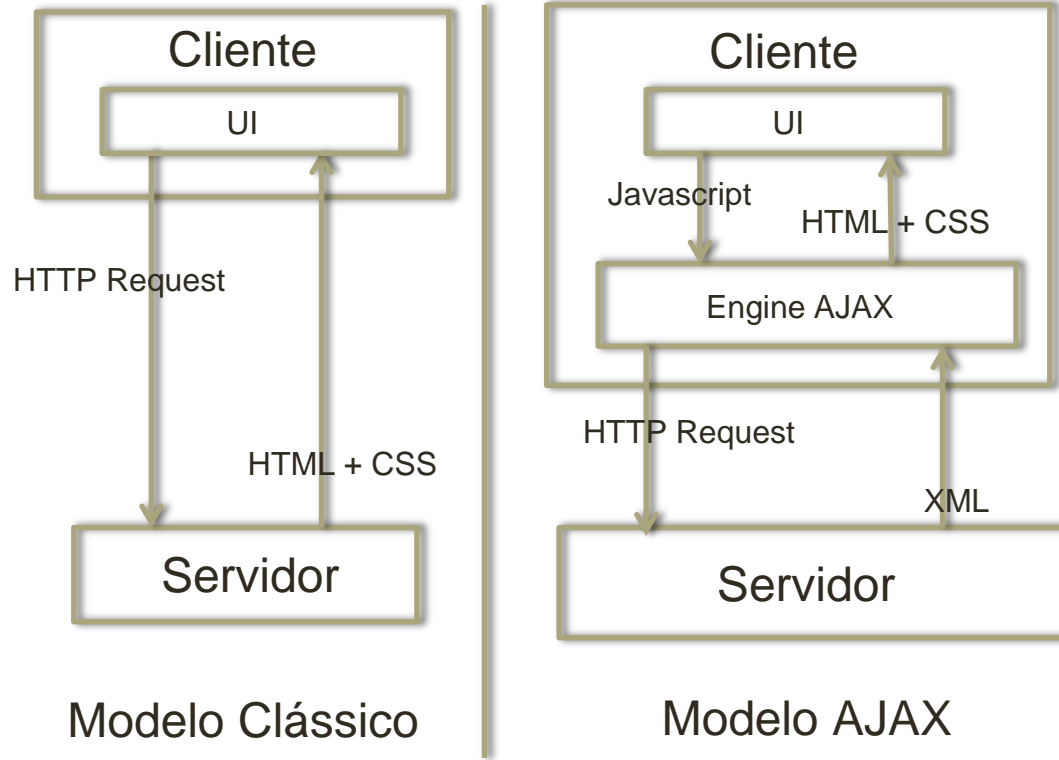 Cliente
UI
HTTP Request
HTML + CSS
Servidor
Modelo Clássico
Cliente
UI
Javascript
HTML + CSS
Engine AJAX
HTTP Request
XML
Servidor
Modelo AJAX